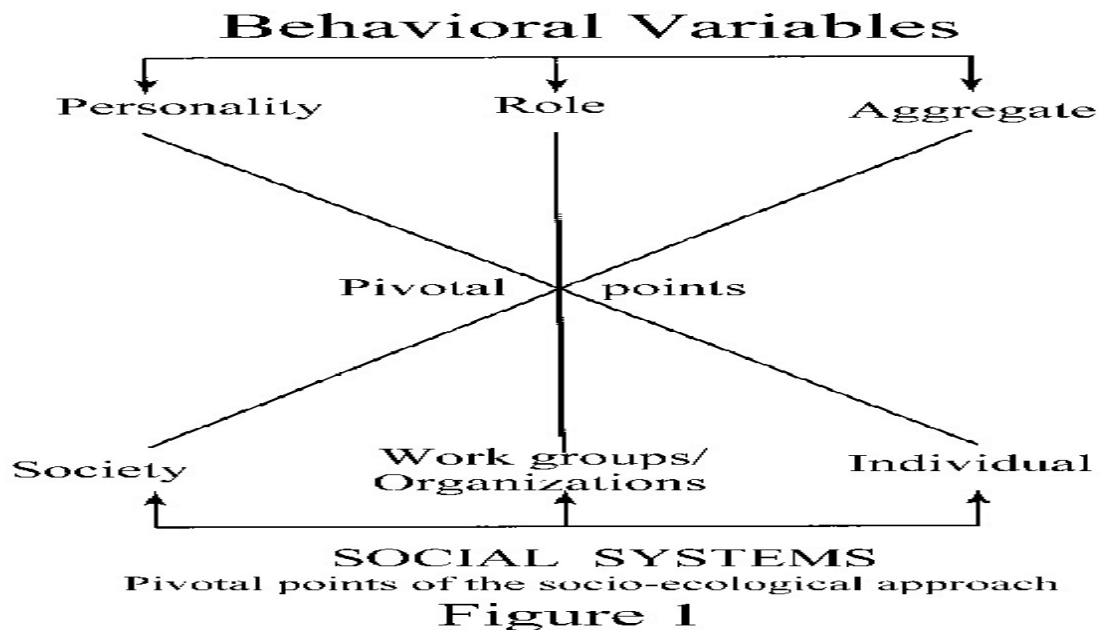 Behavioral Variables
Personality Role Aggregate
Pivotal points
Society Work groups/ Individual
Organizations
SOCIAL SYSTEMS
Pivotal points of the socio-ecological approach
Figure 1